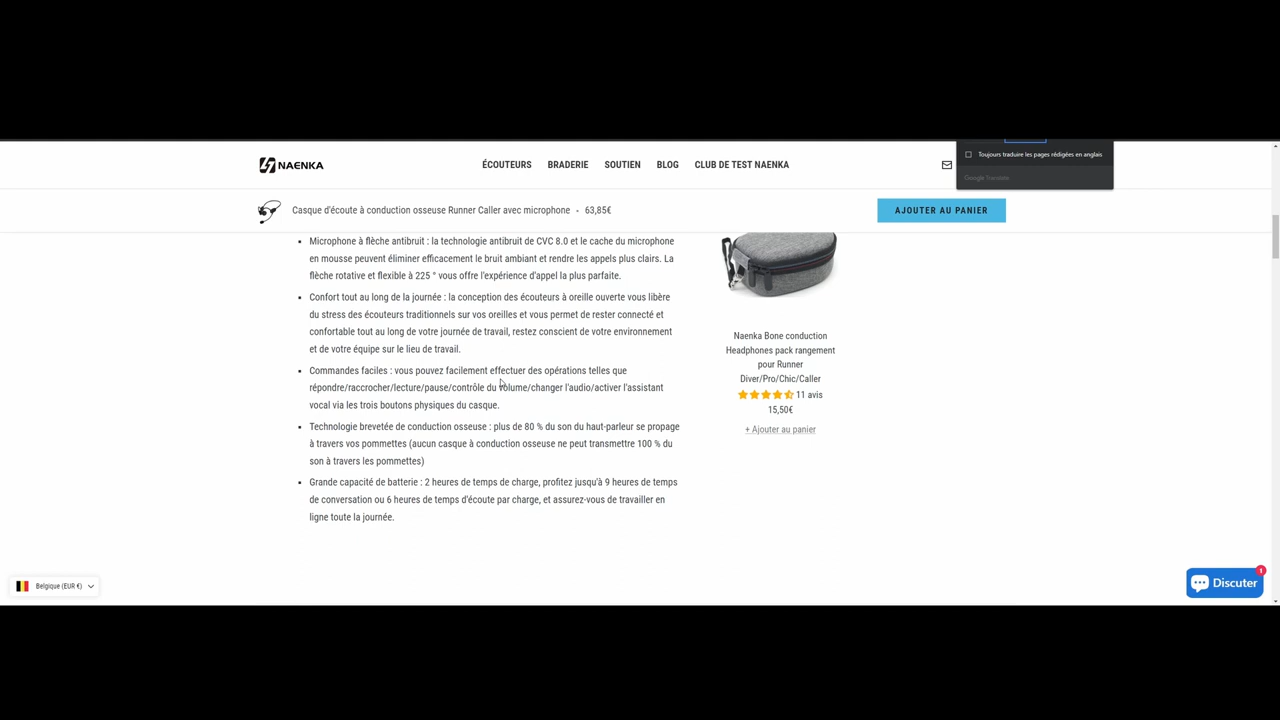 NAENKA
ÉCOUTEURS BRADERIE SOUTIEN BLOG CLUB DE TEST NAENKA
Toujours traduire les pages rédigées en anglais
Google Translate
Casque d'écoute à conduction osseuse Runner Caller avec microphone - 63,85€
AJOUTER AU PANIER
Microphone à flèche antibruit : la technologie antibruit de CVC 8.0 et le cache du microphone
en mousse peuvent éliminer efficacement le bruit ambiant et rendre les appels plus clairs. La
flèche rotative et flexible à 225 ° vous offre l'expérience d'appel la plus parfaite.
Confort tout au long de la journée : la conception des écouteurs à oreille ouverte vous libère
du stress des écouteurs traditionnels sur vos oreilles et vous permet de rester connecté et
confortable tout au long de votre journée de travail, restez conscient de votre environnement
et de votre équipe sur le lieu de travail.
Commandes faciles : vous pouvez facilement effectuer des opérations telles que
répondre/raccrocher/lecture/pause/contrôle du volume/changer l'audio/activer l'assistant
vocal via les trois boutons physiques du casque.
Technologie brevetée de conduction osseuse : plus de 80 % du son du haut-parleur se propage
à travers vos pommettes (aucun casque à conduction osseuse ne peut transmettre 100 % du
son à travers les pommettes)
Grande capacité de batterie : 2 heures de temps de charge, profitez jusqu'à 9 heures de temps
de conversation ou 6 heures de temps d'écoute par charge, et assurez-vous de travailler en
ligne toute la journée.
Naenka Bone conduction
Headphones pack rangement
pour Runner
Diver/Pro/Chic/Caller
11 avis
15,50€
+ Ajouter au panier
Belgique (EUR €)
Discuter
1